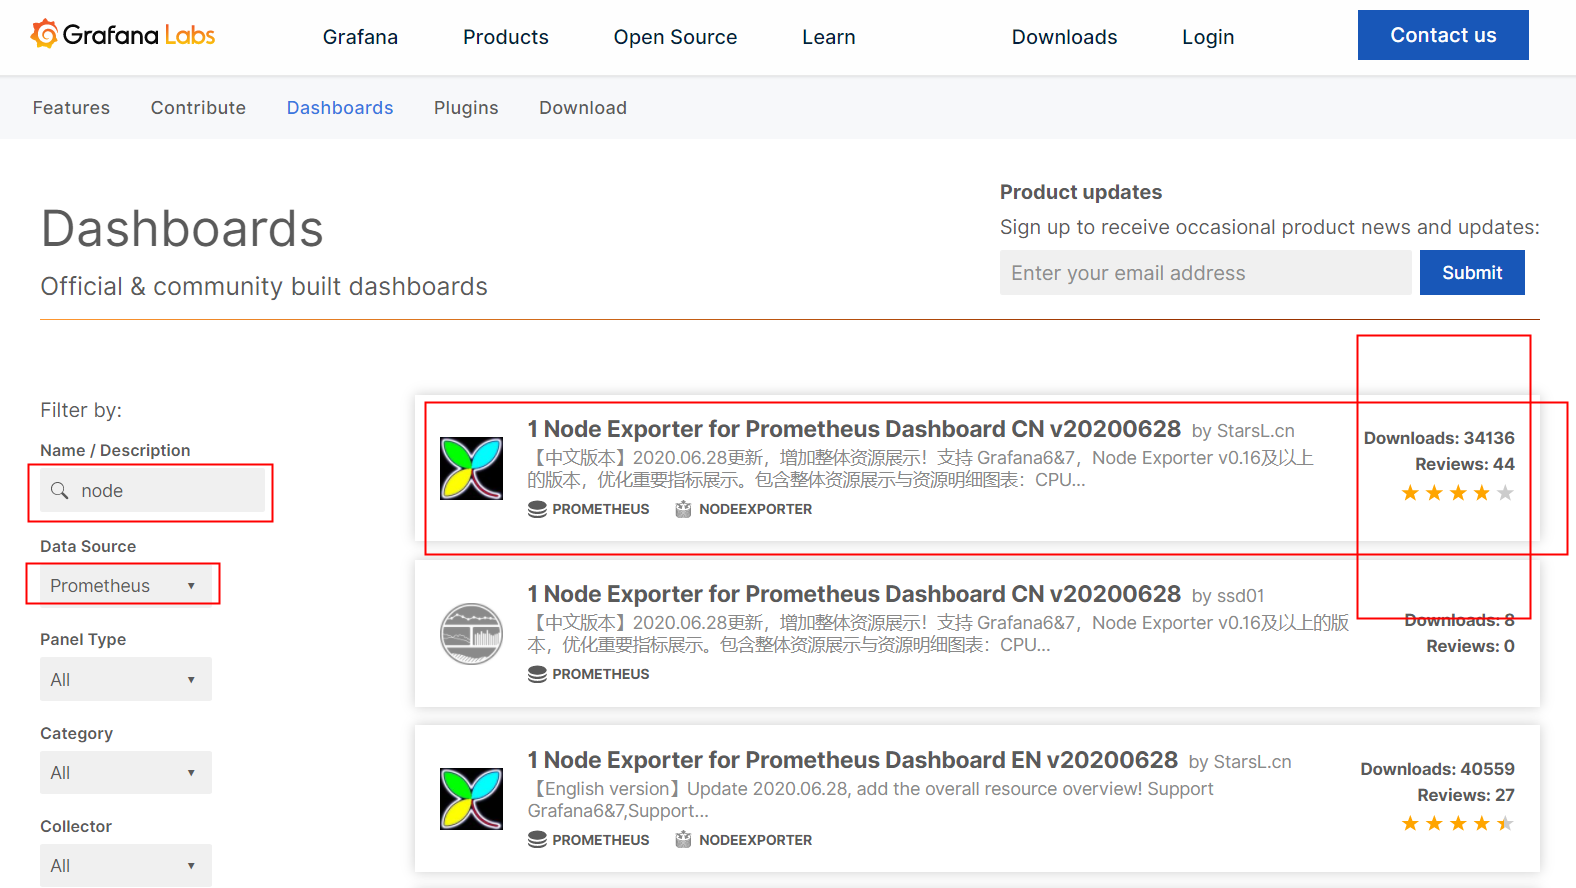 Grafana Labs
Grafana
Products
Open Source
Learn
Downloads
Login
Contact us
Features
Contribute
Dashboards
Plugins
Download
Dashboards
Official & community built dashboards
Product updates
Sign up to receive occasional product news and updates:
Enter your email address
Submit
Filter by:
Name / Description
node
Data Source
Prometheus
Panel Type
All
Category
All
Collector
All
1 Node Exporter for Prometheus Dashboard CN v20200628 by StarsL.cn
【中文版本】2020.06.28更新，增加整体资源展示！支持 Grafana6&7，Node Exporter v0.16及以上
的版本，优化重要指标展示。包含整体资源展示与资源明细图表：CPU...
PROMETHEUS
NODEEXPORTER
Downloads: 34136
Reviews: 44
1 Node Exporter for Prometheus Dashboard CN v20200628 by ssd01
【中文版本】2020.06.28更新，增加整体资源展示！支持 Grafana6&7，Node Exporter v0.16及以上的版
本，优化重要指标展示。包含整体资源展示与资源明细图表：CPU...
PROMETHEUS
Downloads: 8
Reviews: 0
1 Node Exporter for Prometheus Dashboard EN v20200628 by StarsL.cn
【English version】Update 2020.06.28, add the overall resource overview! Support
Grafana6&7,Support...
PROMETHEUS
NODEEXPORTER
Downloads: 40559
Reviews: 27